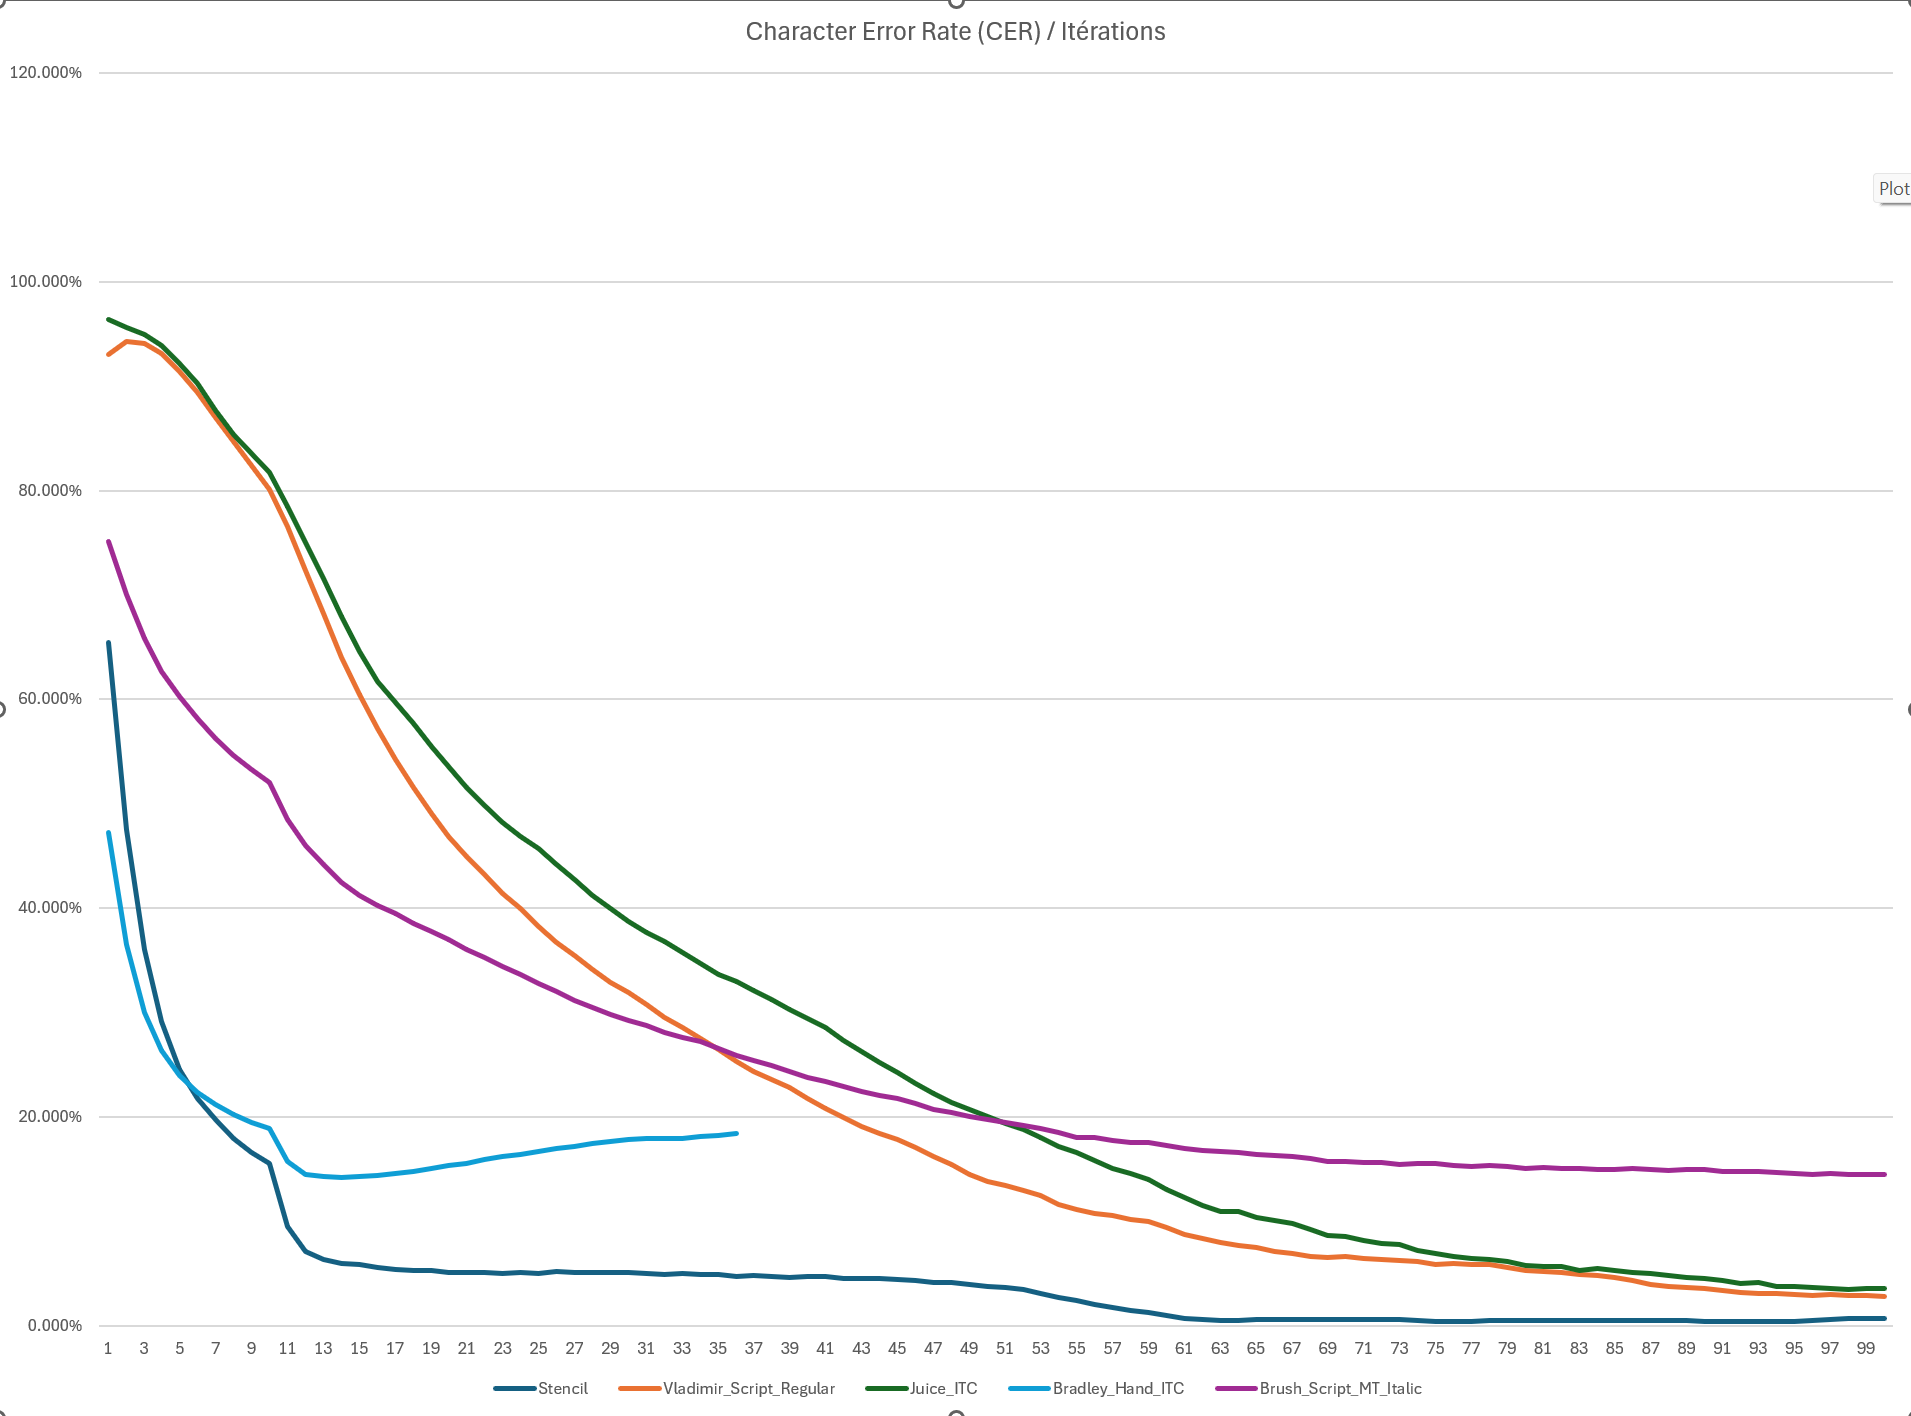 Character Error Rate (CER) / Itérations
120.000%
Plot
100.000%
80.000%
60.000%
40.000%
20.000%
0.000%
1 3 5 7 9 11 13 15 17 19 21 23 25 27 29 31 33 35 37 39 41 43 45 47 49 51 53 55 57 59 61 63 65 67 69 71 73 75 77 79 81 83 85 87 89 91 93 95 97 99
Stencil Vladimir_Script_Regular Juice_ITC Bradley_Hand_ITC Brush_Script_MT_Italic